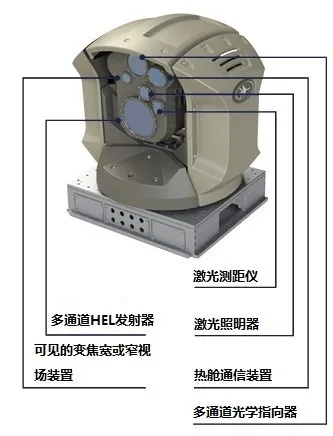 激光测距仪
多通道HEL发射器
激光照明器
可见的变焦宽或窄视
场装置
热舱通信装置
多通道光学指向器